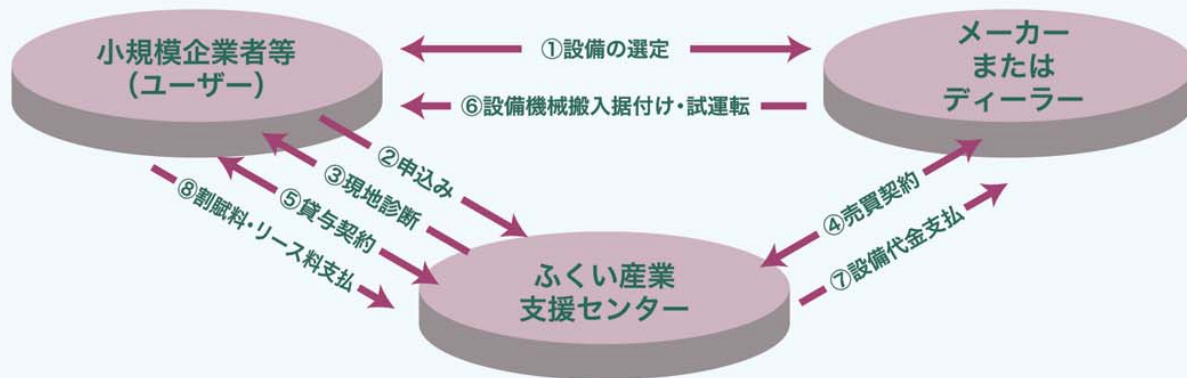 小規模企業者等
(ユーザー)
①設備の選定
メーカー
または
ディーラー
⑥設備機械搬入据付け・試運転
②申込み
③現地診断
⑤貸与契約
⑧割賦料・リース料支払
④売買契約
⑦設備代金支払
ふくい産業
支援センター